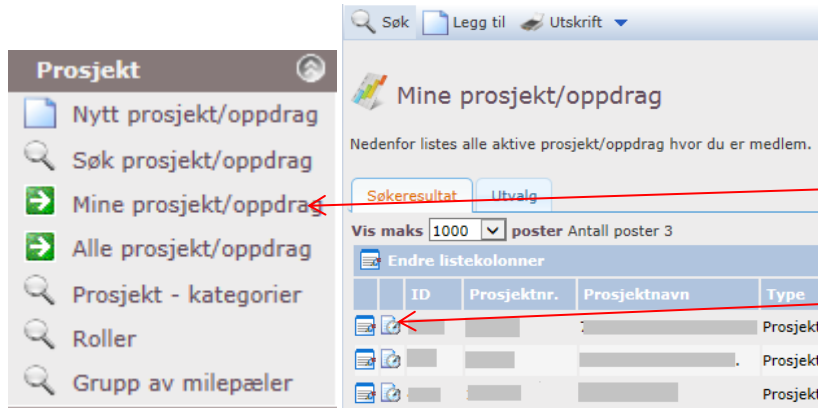 Prosjekt
Nytt prosjekt/oppdrag
Søk prosjekt/oppdrag
Mine prosjekt/oppdrag
Alle prosjekt/oppdrag
Prosjekt - kategorier
Roller
Grupp av milepæler
Søk Legg til Utskrift
Mine prosjekt/oppdrag
Nedenfor listes alle aktive prosjekt/oppdrag hvor du er medlem.
Søkeresultat Utvalg
Vis maks 1000 poster Antall poster 3
Endre listekolonner
ID Prosjektnr. Prosjektnavn Type
Prosjekt
Prosjekt
Prosjekt